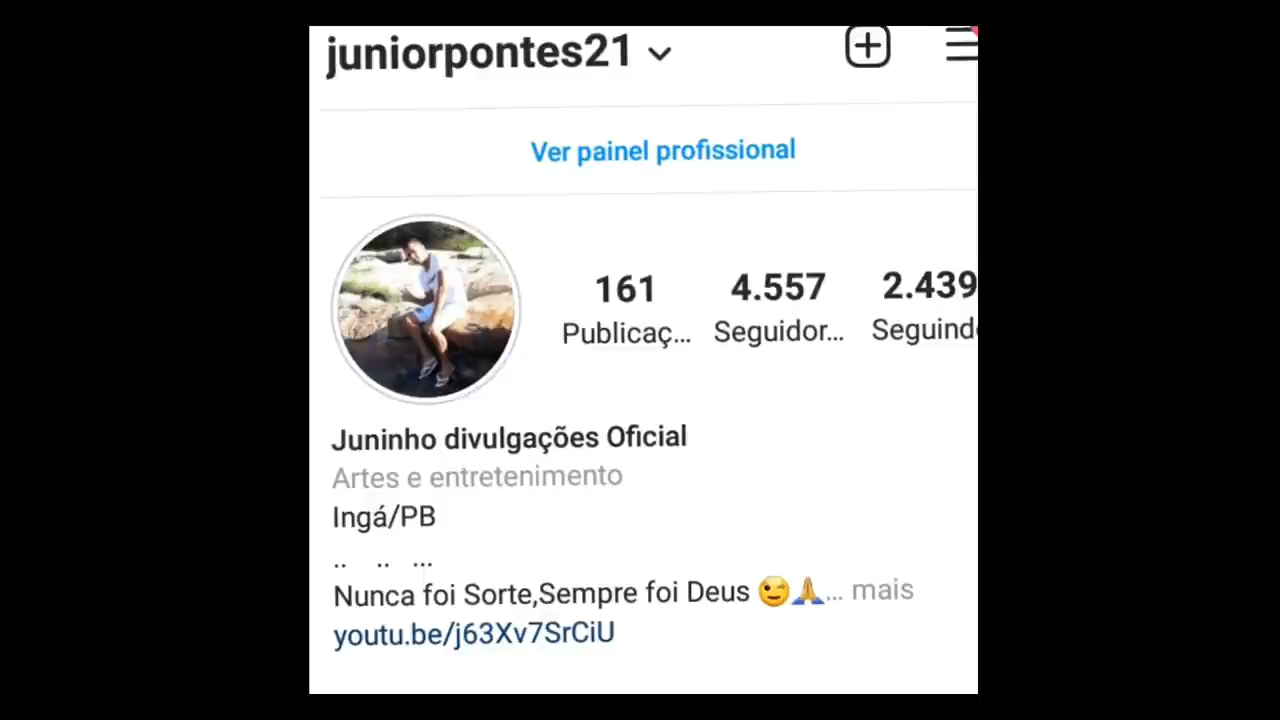 juniorpontes21
Ver painel profissional
161 4.557 2.439
Publicaç... Seguidor... Seguind
Juninho divulgações Oficial
Artes e entretenimento
Ingá/PB
.. .. ...
Nunca foi Sorte,Sempre foi Deus 😉🙏... mais
youtu.be/j63Xv7SrCiU